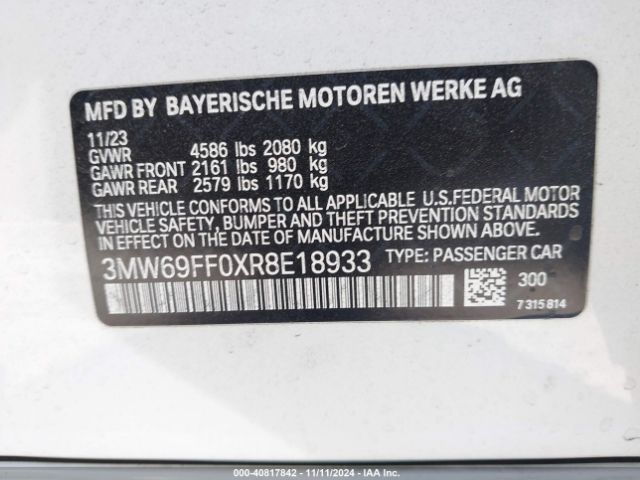 MFD BY BAYERISCHE MOTOREN WERKE AG
11/23
GVWR 4586 lbs 2080 kg
GAWR FRONT 2161 lbs 980 kg
GAWR REAR 2579 lbs 1170 kg
THIS VEHICLE CONFORMS TO ALL APPLICABLE U.S.FEDERAL MOTOR
VEHICLE SAFETY, BUMPER AND THEFT PREVENTION STANDARDS
IN EFFECT ON THE DATE OF MANUFACTURE SHOWN ABOVE.
3MW69FF0XR8E18933 TYPE: PASSENGER CAR
300
7 315 814
000-40817842 - 11/11/2024 - IAA Inc.